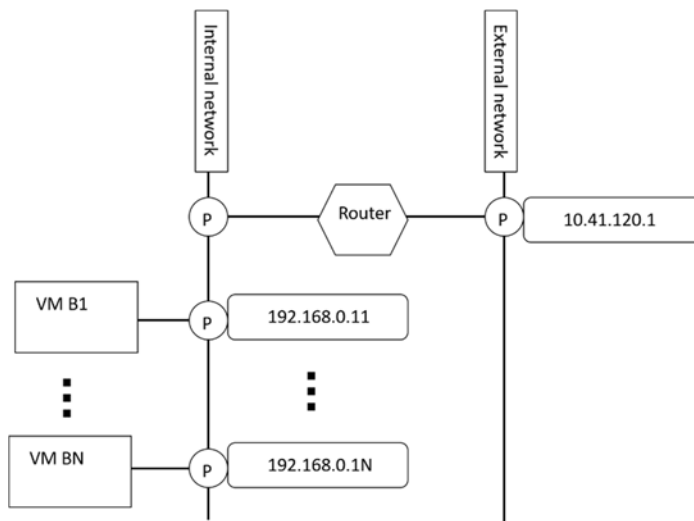 Internal network
External network
P
Router
P
10.41.120.1
VM B1
P
192.168.0.11
VM BN
P
192.168.0.1N